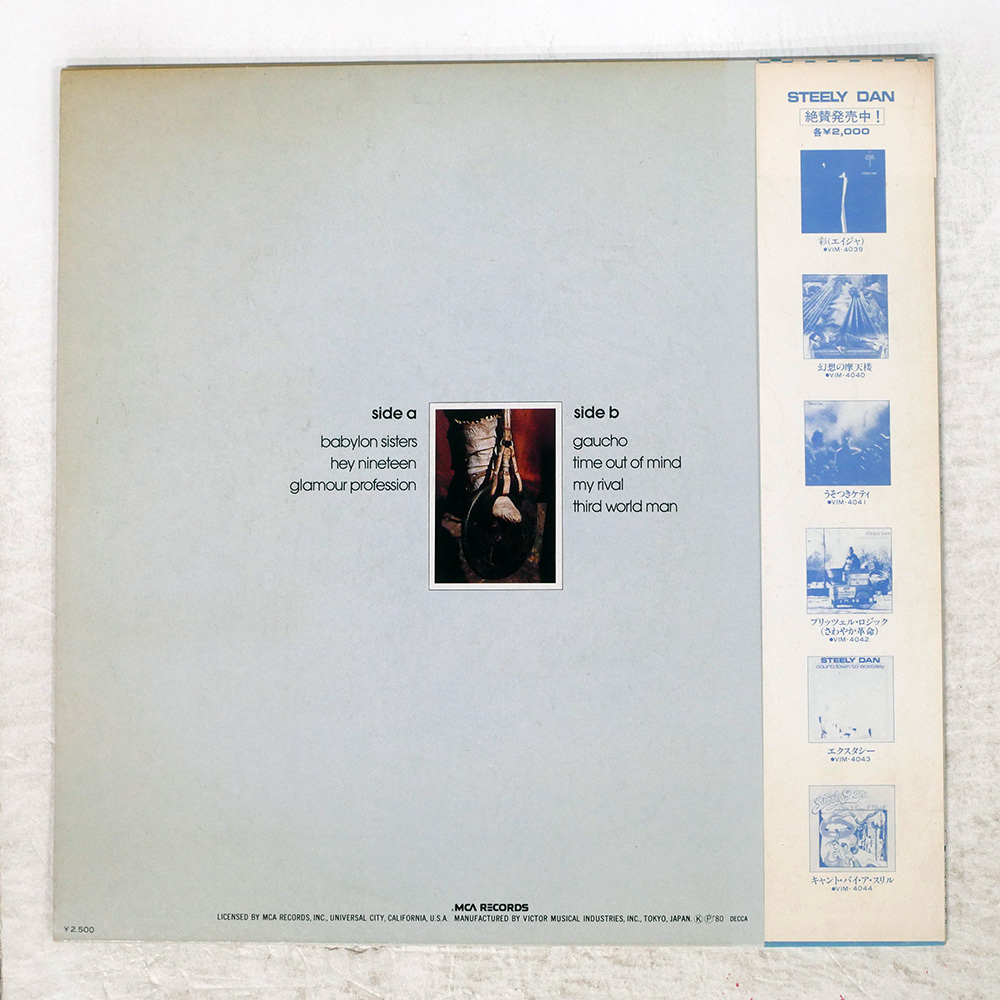 side a
babylon sisters
hey nineteen
glamour profession
side b
gaucho
time out of mind
my rival
third world man
MCA RECORDS
LICENSED BY MCA RECORDS, INC., UNIVERSAL CITY, CALIFORNIA, U.S.A. MANUFACTURED BY VICTOR MUSICAL INDUSTRIES, INC., TOKYO, JAPAN. Ⓚ Ⓟ'80 DECCA
¥2,500
STEELY DAN
絶賛発売中!
各¥2,000
彩(エイジャ)
●VIM-4039
幻想の摩天楼
●VIM-4040
うそつきケティ
●VIM-4041
プリッツェル・ロジック
(さわやか革命)
●VIM-4042
STEELY DAN
countdown to ecstasy
エクスタシー
●VIM-4043
Steely Dan
キャント・バイ・ア・スリル
●VIM-4044